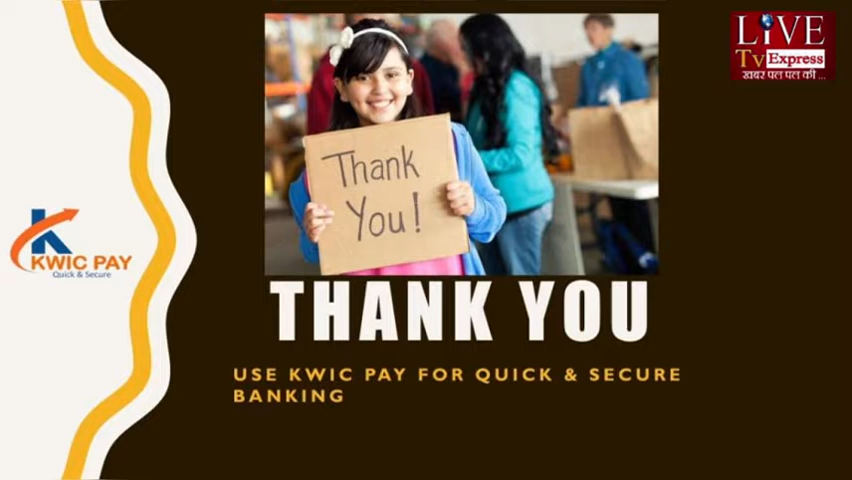 LiVE
Tv Express
खबर पल पल की...
Thank
You!
KWIC PAY
Quick & Secure
THANK YOU
USE KWIC PAY FOR QUICK & SECURE
BANKING